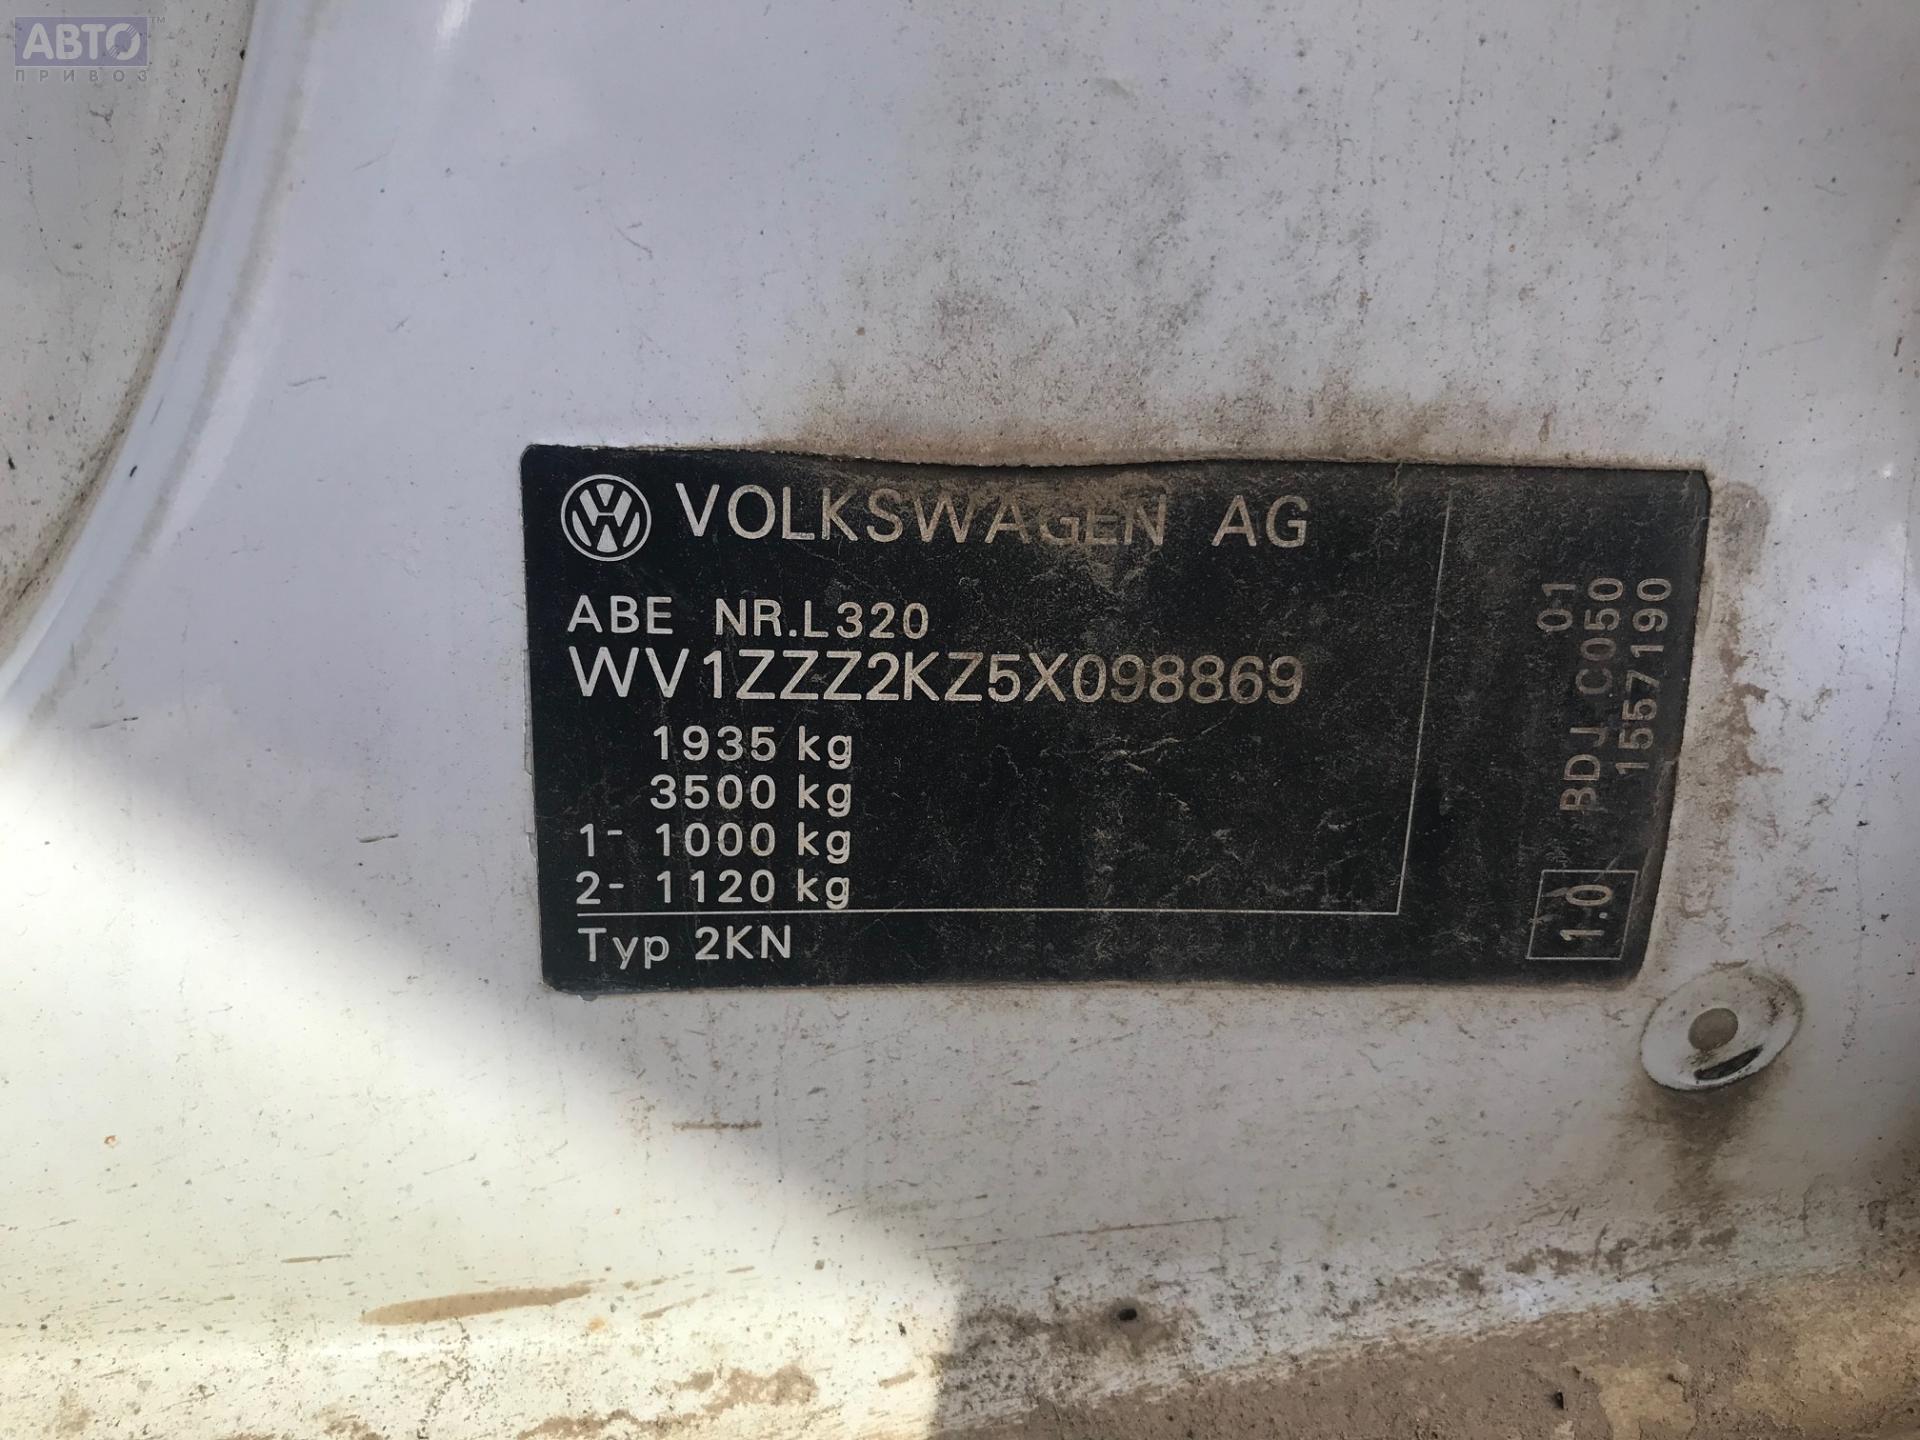 АВТО™
ПРИВОЗ
VOLKSWAGEN AG
ABE NR.L320
WV1ZZZ2KZ5X098869
1935 kg
3500 kg
1- 1000 kg
2- 1120 kg
Typ 2KN
01
BDJ C050
1557190
1.0